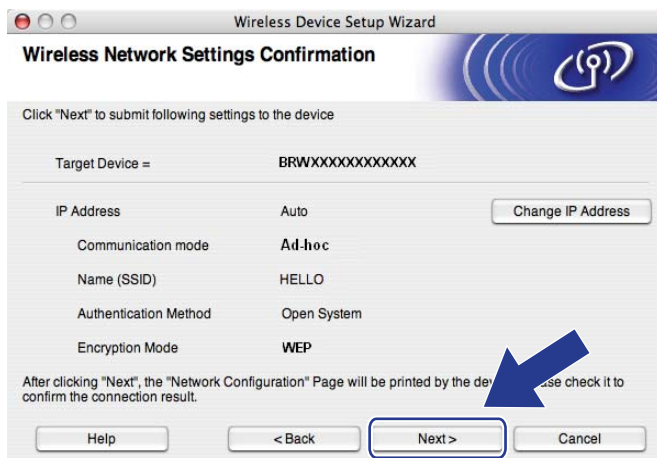 Wireless Device Setup Wizard
Wireless Network Settings Confirmation
Click "Next" to submit following settings to the device
Target Device = BRWXXXXXXXXXXXX
IP Address Auto Change IP Address
Communication mode Ad-hoc
Name (SSID) HELLO
Authentication Method Open System
Encryption Mode WEP
After clicking "Next", the "Network Configuration" Page will be printed by the check it to
confirm the connection result.
Help < Back Next > Cancel